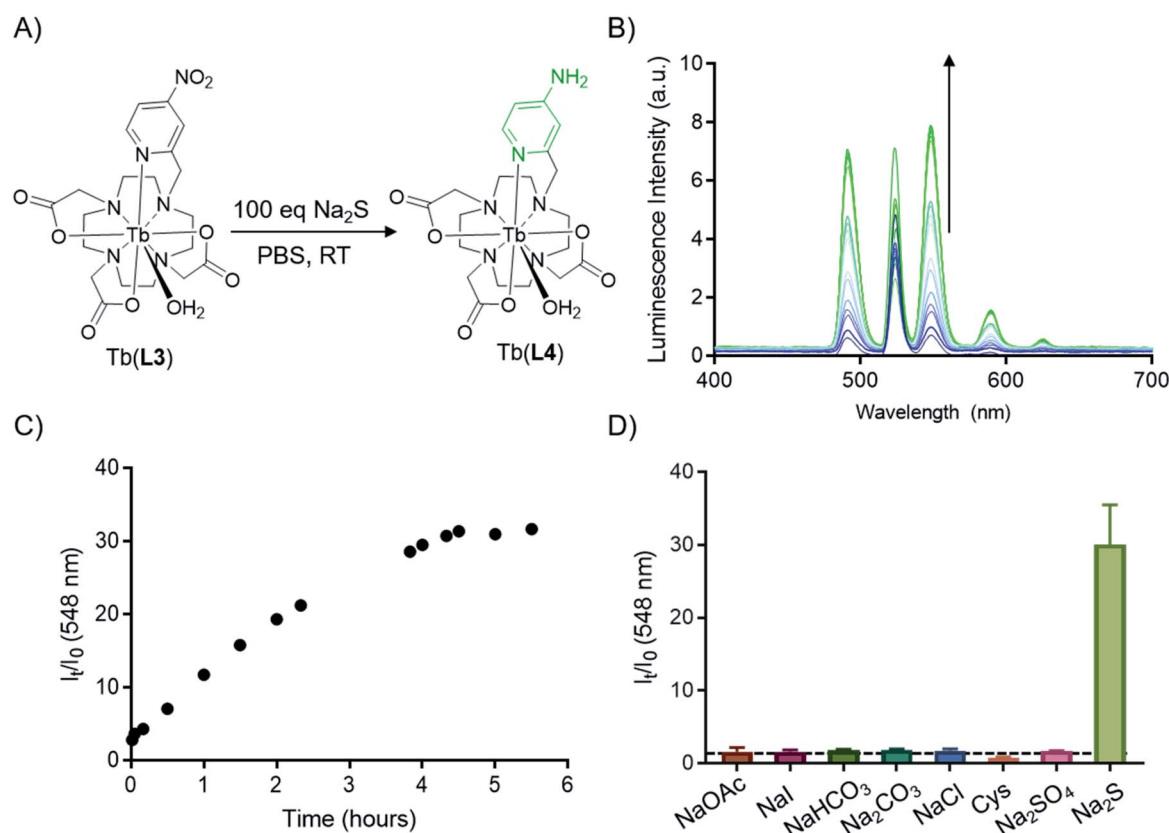 A)
NO₂
N
N
N
Tb
N
N
O
O
O
O
O
O
OH₂
Tb(L3)
100 eq Na₂S
PBS, RT
NH₂
N
N
N
Tb
N
N
O
O
O
O
O
O
OH₂
Tb(L4)
B)
Luminescence Intensity (a.u.)
10
8
6
4
2
0
400 500 600 700
Wavelength (nm)
C)
Iₜ/I₀ (548 nm)
40
30
20
10
0
0 1 2 3 4 5 6
Time (hours)
D)
Iₜ/I₀ (548 nm)
40
30
20
10
0
NaOAc
NaI
NaHCO₃
Na₂CO₃
NaCl
Cys
Na₂SO₄
Na₂S